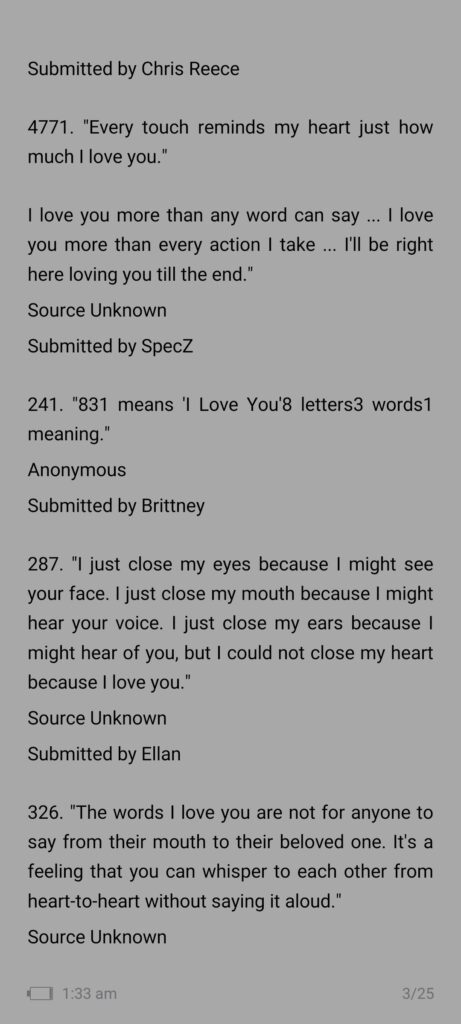 Submitted by Chris Reece
4771. "Every touch reminds my heart just how
much I love you."
I love you more than any word can say ... I love
you more than every action I take ... I'll be right
here loving you till the end."
Source Unknown
Submitted by SpecZ
241. "831 means 'I Love You'8 letters3 words1
meaning."
Anonymous
Submitted by Brittney
287. "I just close my eyes because I might see
your face. I just close my mouth because I might
hear your voice. I just close my ears because I
might hear of you, but I could not close my heart
because I love you."
Source Unknown
Submitted by Ellan
326. "The words I love you are not for anyone to
say from their mouth to their beloved one. It's a
feeling that you can whisper to each other from
heart-to-heart without saying it aloud."
Source Unknown
1:33 am 3/25